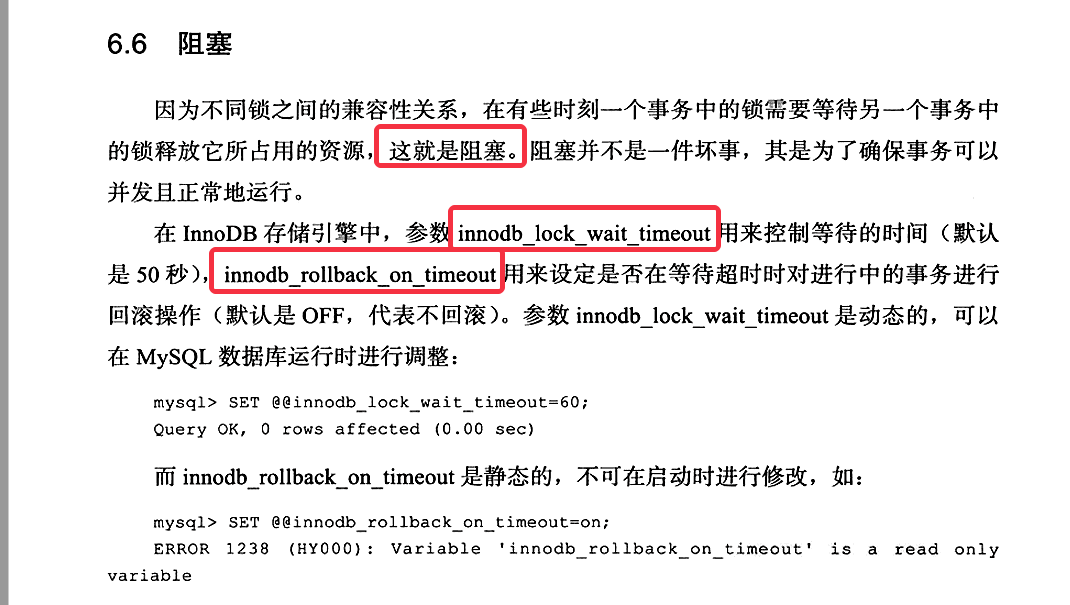 6.6 阻塞
因为不同锁之间的兼容性关系，在有些时刻一个事务中的锁需要等待另一个事务中
的锁释放它所占用的资源，这就是阻塞。阻塞并不是一件坏事，其是为了确保事务可以
并发且正常地运行。
在 InnoDB 存储引擎中，参数 innodb_lock_wait_timeout 用来控制等待的时间（默认
是 50 秒），innodb_rollback_on_timeout 用来设定是否在等待超时时对进行中的事务进行
回滚操作（默认是 OFF，代表不回滚）。参数 innodb_lock_wait_timeout 是动态的，可以
在 MySQL 数据库运行时进行调整：
mysql> SET @@innodb_lock_wait_timeout=60;
Query OK, 0 rows affected (0.00 sec)
而 innodb_rollback_on_timeout 是静态的，不可在启动时进行修改，如：
mysql> SET @@innodb_rollback_on_timeout=on;
ERROR 1238 (HY000): Variable 'innodb_rollback_on_timeout' is a read only
variable